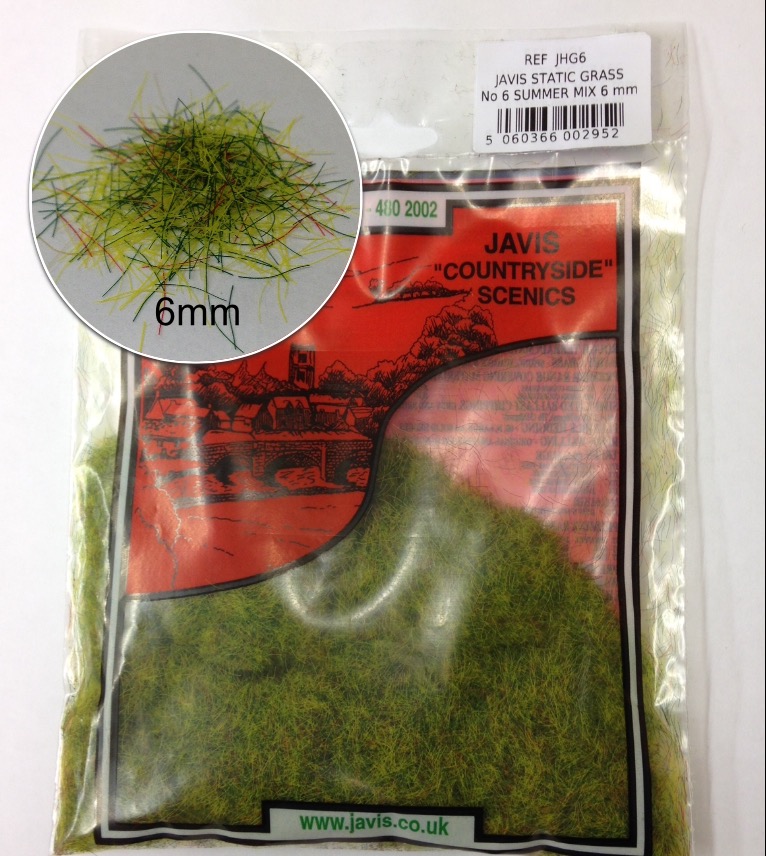 REF JHG6
JAVIS STATIC GRASS
No 6 SUMMER MIX 6 mm
5 060366 002952
- 480 2002
JAVIS
"COUNTRYSIDE"
SCENICS
6mm
www.javis.co.uk